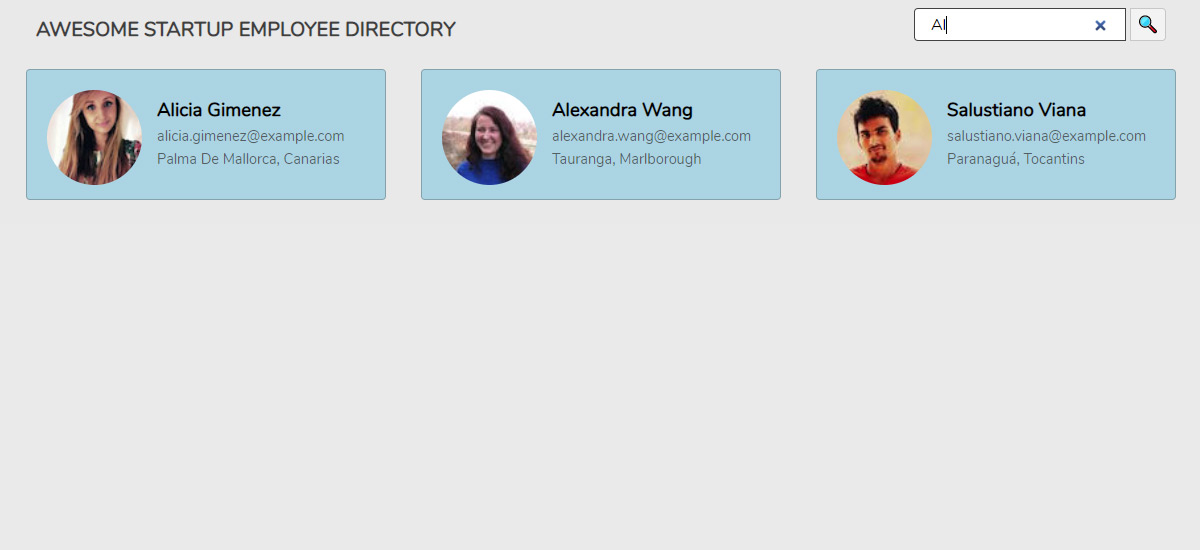 AWESOME STARTUP EMPLOYEE DIRECTORY
Al
Alicia Gimenez
alicia.gimenez@example.com
Palma De Mallorca, Canarias
Alexandra Wang
alexandra.wang@example.com
Tauranga, Marlborough
Salustiano Viana
salustiano.viana@example.com
Paranaguá, Tocantins